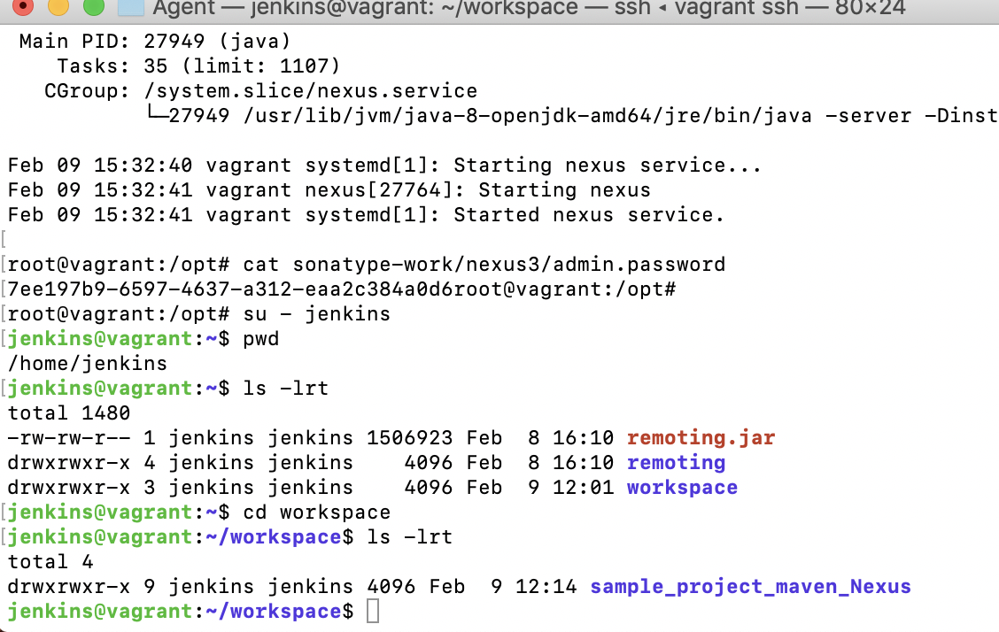 Agent — jenkins@vagrant: ~/workspace — ssh ◂ vagrant ssh — 80×24
Main PID: 27949 (java)
Tasks: 35 (limit: 1107)
CGroup: /system.slice/nexus.service
└─27949 /usr/lib/jvm/java-8-openjdk-amd64/jre/bin/java -server -Dinst
Feb 09 15:32:40 vagrant systemd[1]: Starting nexus service...
Feb 09 15:32:41 vagrant nexus[27764]: Starting nexus
Feb 09 15:32:41 vagrant systemd[1]: Started nexus service.
[
[root@vagrant:/opt# cat sonatype-work/nexus3/admin.password
[7ee197b9-6597-4637-a312-eaa2c384a0d6root@vagrant:/opt#
[root@vagrant:/opt# su - jenkins
[jenkins@vagrant:~$ pwd
/home/jenkins
[jenkins@vagrant:~$ ls -lrt
total 1480
-rw-rw-r-- 1 jenkins jenkins 1506923 Feb  8 16:10 remoting.jar
drwxrwxr-x 4 jenkins jenkins    4096 Feb  8 16:10 remoting
drwxrwxr-x 3 jenkins jenkins    4096 Feb  9 12:01 workspace
[jenkins@vagrant:~$ cd workspace
[jenkins@vagrant:~/workspace$ ls -lrt
total 4
drwxrwxr-x 9 jenkins jenkins 4096 Feb  9 12:14 sample_project_maven_Nexus
jenkins@vagrant:~/workspace$